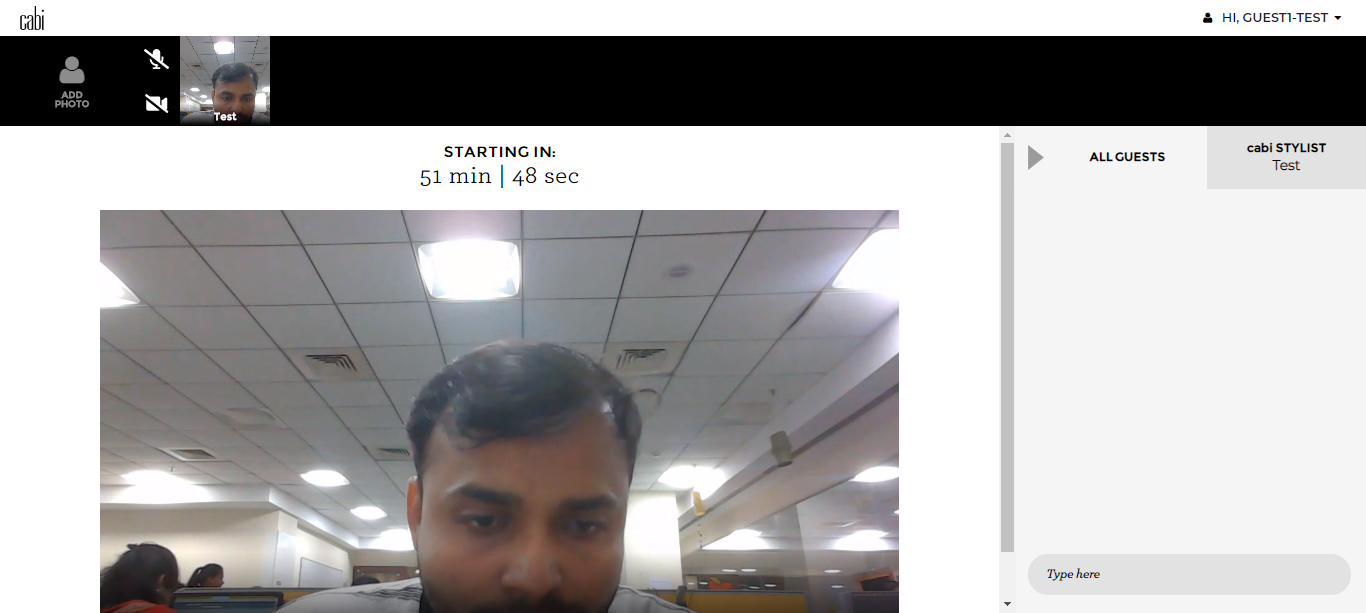 cabi
HI, GUEST1-TEST
ADD
PHOTO
Test
STARTING IN:
51 min | 48 sec
ALL GUESTS
cabi STYLIST
Test
Type here